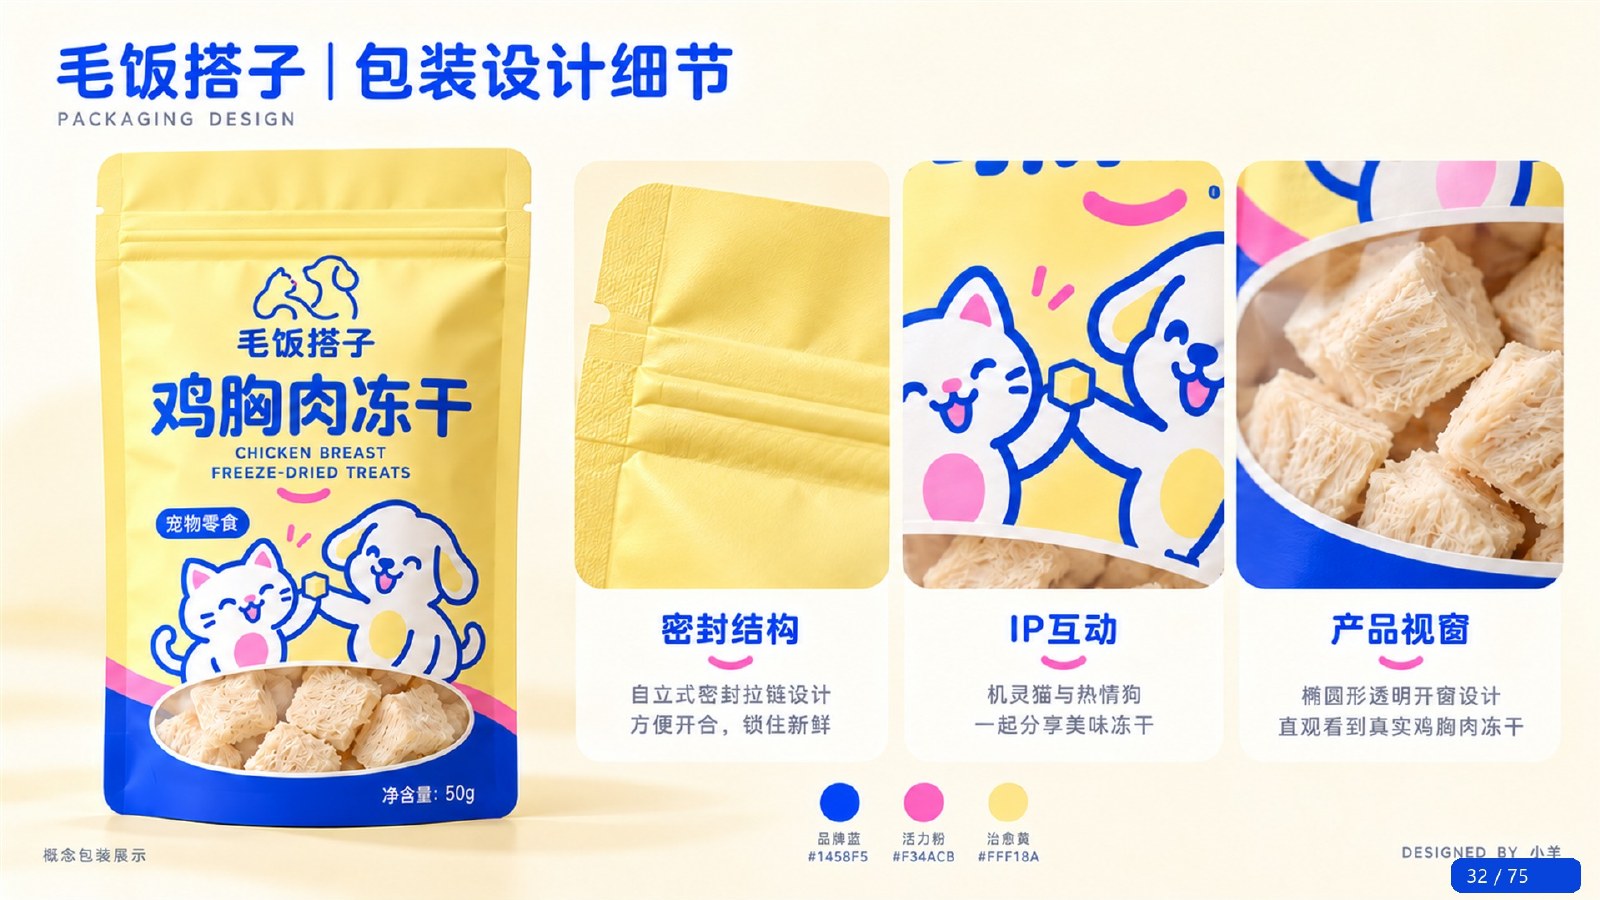 毛饭搭子｜包装设计细节
PACKAGING DESIGN
毛饭搭子
鸡胸肉冻干
CHICKEN BREAST
FREEZE-DRIED TREATS
宠物零食
净含量: 50g
密封结构
自立式密封拉链设计
方便开合，锁住新鲜
IP互动
机灵猫与热情狗
一起分享美味冻干
产品视窗
椭圆形透明开窗设计
直观看到真实鸡胸肉冻干
品牌蓝
#1458F5
活力粉
#F34ACB
治愈黄
#FFF18A
概念包装展示
DESIGNED BY 小羊
32 / 75